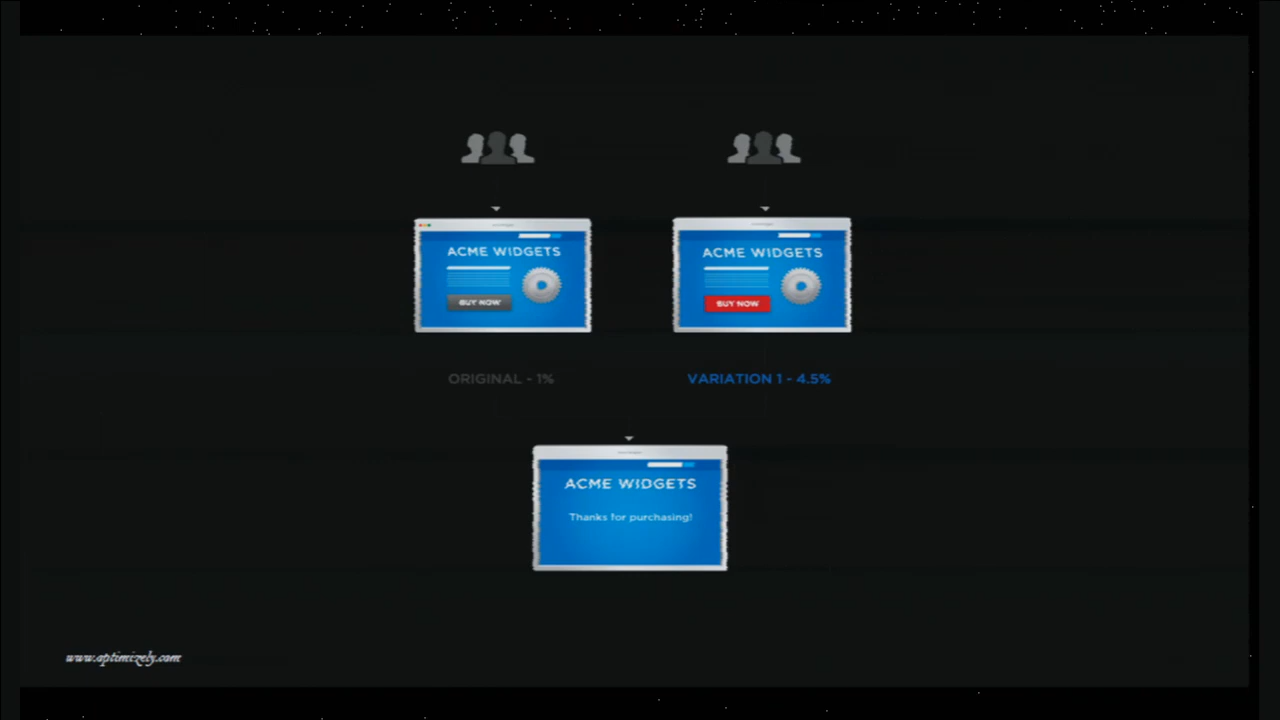 ACME WIDGETS
BUY NOW
ACME WIDGETS
BUY NOW
ORIGINAL - 1%
VARIATION 1 - 4.5%
ACME WIDGETS
Thanks for purchasing!
www.optimizely.com